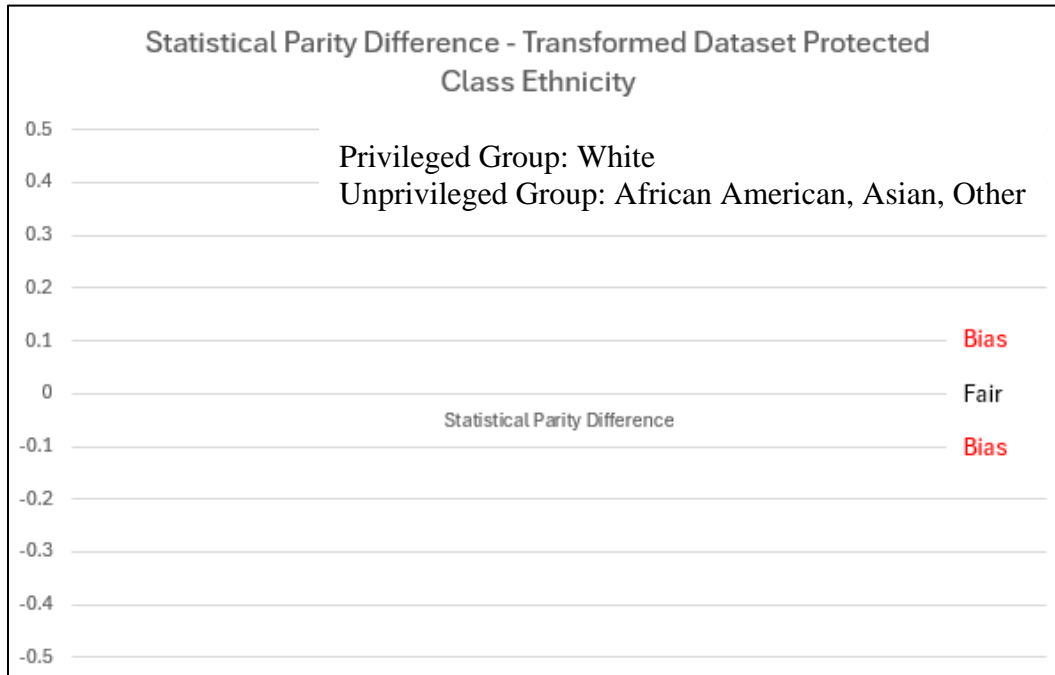 Statistical Parity Difference - Transformed Dataset Protected
Class Ethnicity
0.5
Privileged Group: White
0.4
Unprivileged Group: African American, Asian, Other
0.3
0.2
0.1
Bias
0
Fair
Statistical Parity Difference
-0.1
Bias
-0.2
-0.3
-0.4
-0.5